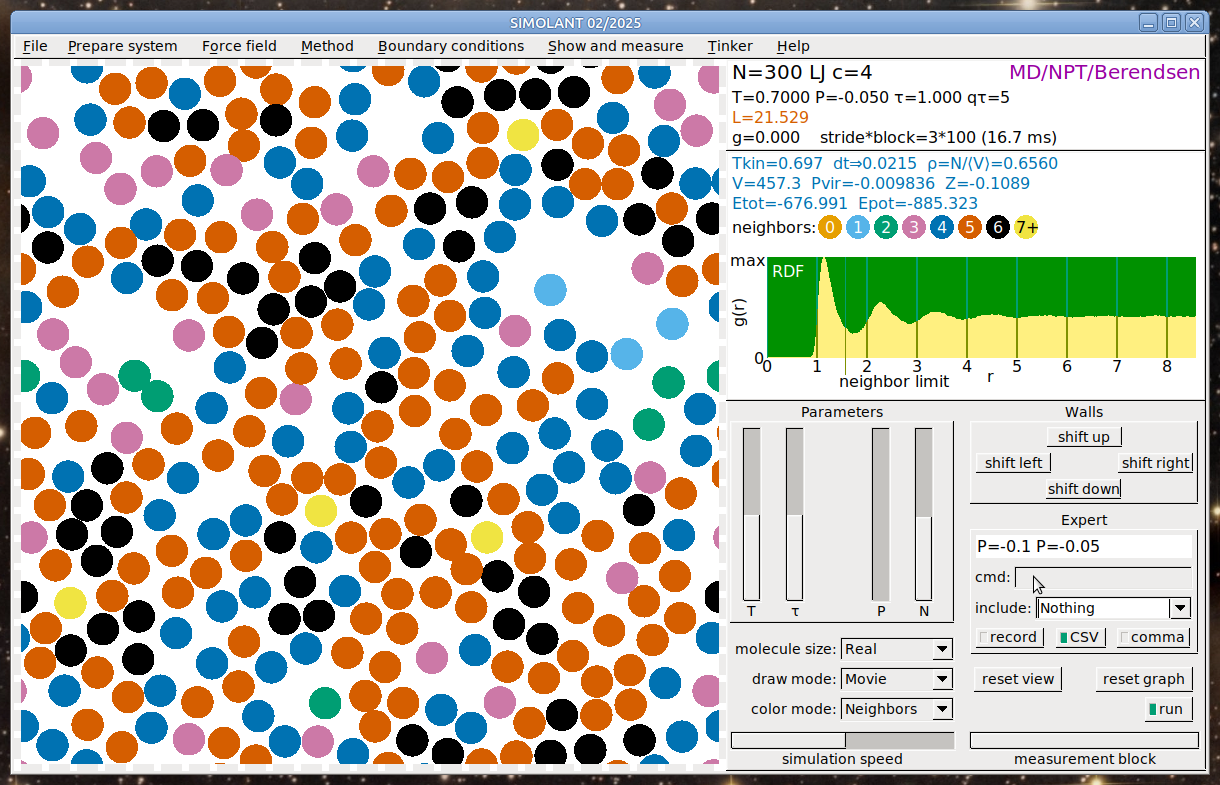 SIMOLANT 02/2025
File Prepare system Force field Method Boundary conditions Show and measure Tinker Help
N=300 LJ c=4 MD/NPT/Berendsen
T=0.7000 P=-0.050 τ=1.000 qτ=5
L=21.529
g=0.000 stride*block=3*100 (16.7 ms)
Tkin=0.697 dt→0.0215 ρ=N/⟨V⟩=0.6560
V=457.3 Pvir=-0.009836 Z=-0.1089
Etot=-676.991 Epot=-885.323
neighbors: 0 1 2 3 4 5 6 7+
max
RDF
g(r)
0
0 1 2 3 4 5 6 7 8
neighbor limit r
Parameters
T τ P N
molecule size: Real
draw mode: Movie
color mode: Neighbors
simulation speed
Walls
shift up
shift left shift right
shift down
Expert
P=-0.1 P=-0.05
cmd:
include: Nothing
record CSV comma
reset view reset graph
run
measurement block